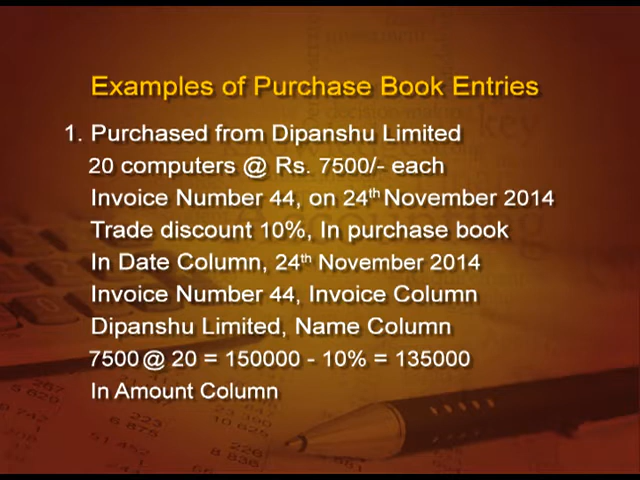 Examples of Purchase Book Entries
1. Purchased from Dipanshu Limited
20 computers @ Rs. 7500/- each
Invoice Number 44, on 24th November 2014
Trade discount 10%, In purchase book
In Date Column, 24th November 2014
Invoice Number 44, Invoice Column
Dipanshu Limited, Name Column
7500 @ 20 = 150000 - 10% = 135000
In Amount Column